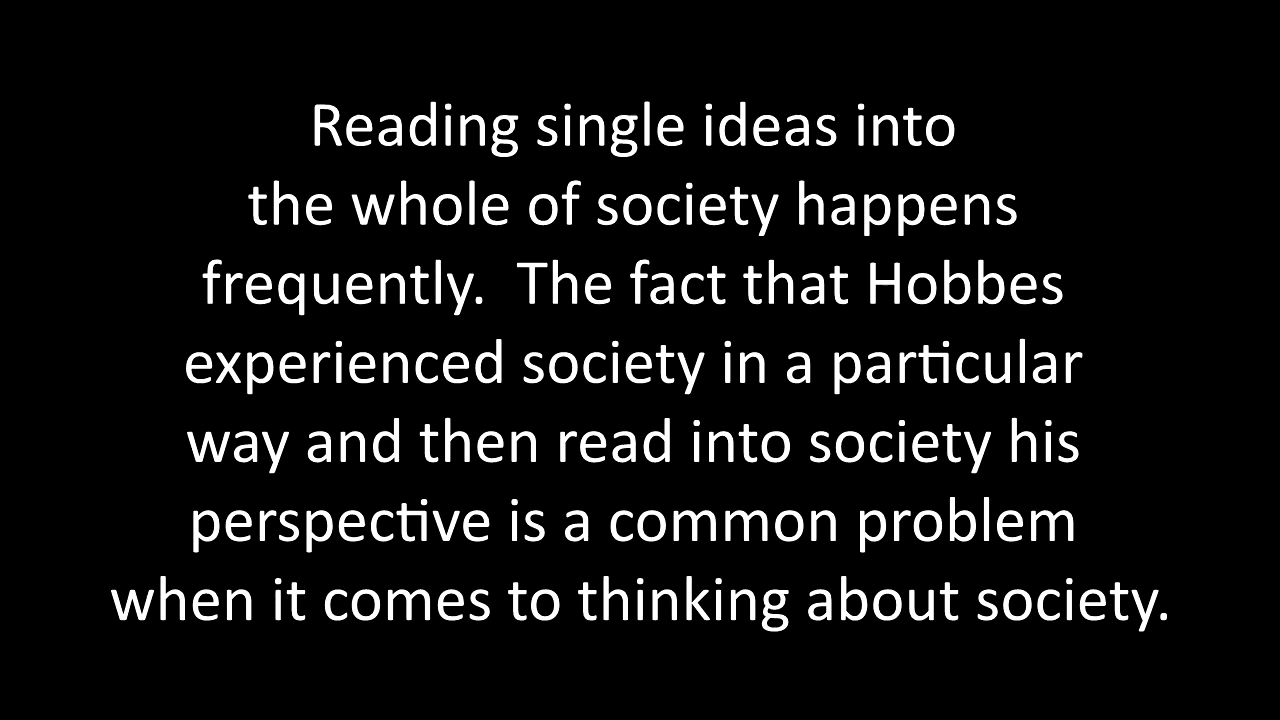 Reading single ideas into
the whole of society happens
frequently.  The fact that Hobbes
experienced society in a particular
way and then read into society his
perspective is a common problem
when it comes to thinking about society.